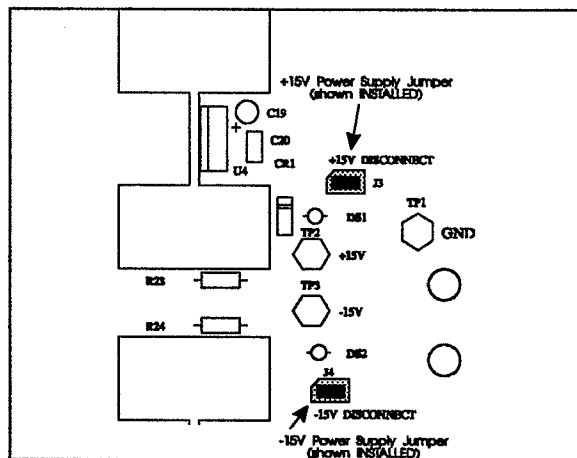 +15V Power Supply Jumper
(shown INSTALLED)
C19
+
C20
CR1
U4
+15V DISCONNECT
J3
TP1
DS1
GND
TP2
+15V
R23
TP3
-15V
R24
DS2
J4
-15V DISCONNECT
-15V Power Supply Jumper
(shown INSTALLED)